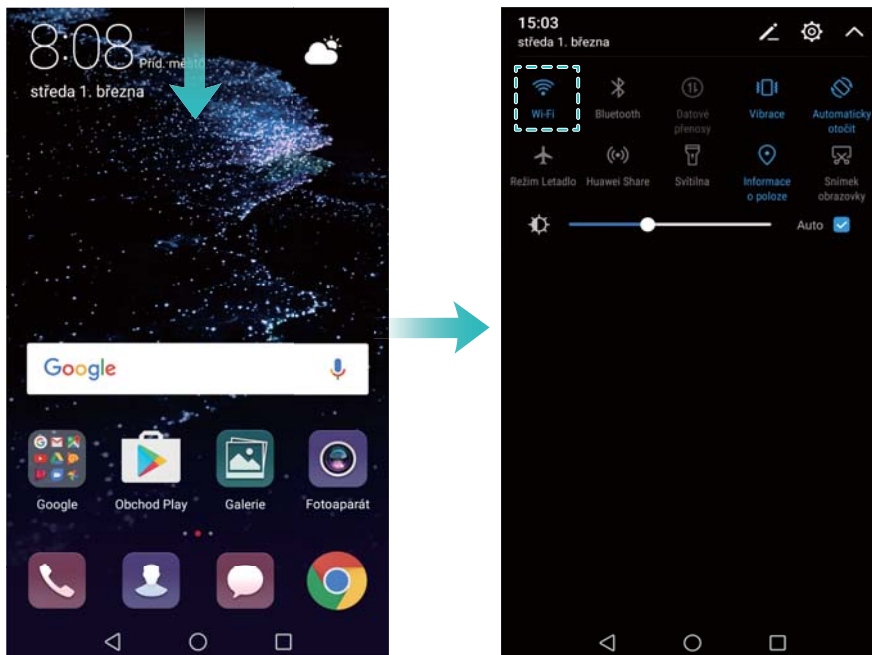 8:08
Příd. město
středa 1. března
Google
Google
Obchod Play
Galerie
Fotoaparát
15:03
středa 1. března
Wi-Fi
Bluetooth
Datové
přenosy
Vibrace
Automaticky
otočit
Režim Letadlo
Huawei Share
Svítilna
Informace
o poloze
Snímek
obrazovky
Auto